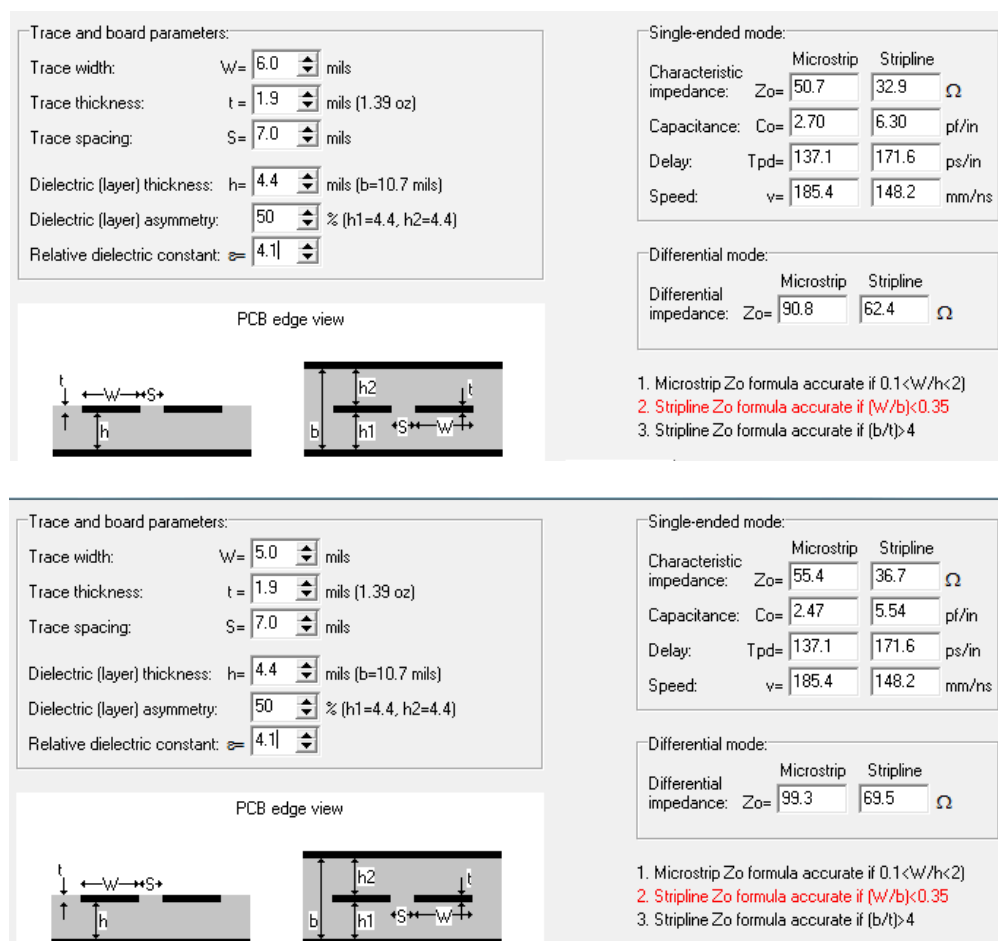 Trace and board parameters:
Trace width: W= 6.0 mils
Trace thickness: t = 1.9 mils (1.39 oz)
Trace spacing: S= 7.0 mils
Dielectric (layer) thickness: h= 4.4 mils (b=10.7 mils)
Dielectric (layer) asymmetry: 50 % (h1=4.4, h2=4.4)
Relative dielectric constant: ε= 4.1
Single-ended mode:
Microstrip Stripline
Characteristic
impedance: Zo= 50.7 32.9 Ω
Capacitance: Co= 2.70 6.30 pf/in
Delay: Tpd= 137.1 171.6 ps/in
Speed: v= 185.4 148.2 mm/ns
Differential mode:
Microstrip Stripline
Differential
impedance: Zo= 90.8 62.4 Ω
PCB edge view
t W S h
b h2 h1 S W t
1. Microstrip Zo formula accurate if 0.1<W/h<2)
2. Stripline Zo formula accurate if (W/b)<0.35
3. Stripline Zo formula accurate if (b/t)>4
Trace and board parameters:
Trace width: W= 5.0 mils
Trace thickness: t = 1.9 mils (1.39 oz)
Trace spacing: S= 7.0 mils
Dielectric (layer) thickness: h= 4.4 mils (b=10.7 mils)
Dielectric (layer) asymmetry: 50 % (h1=4.4, h2=4.4)
Relative dielectric constant: ε= 4.1
Single-ended mode:
Microstrip Stripline
Characteristic
impedance: Zo= 55.4 36.7 Ω
Capacitance: Co= 2.47 5.54 pf/in
Delay: Tpd= 137.1 171.6 ps/in
Speed: v= 185.4 148.2 mm/ns
Differential mode:
Microstrip Stripline
Differential
impedance: Zo= 99.3 69.5 Ω
PCB edge view
t W S h
b h2 h1 S W t
1. Microstrip Zo formula accurate if 0.1<W/h<2)
2. Stripline Zo formula accurate if (W/b)<0.35
3. Stripline Zo formula accurate if (b/t)>4